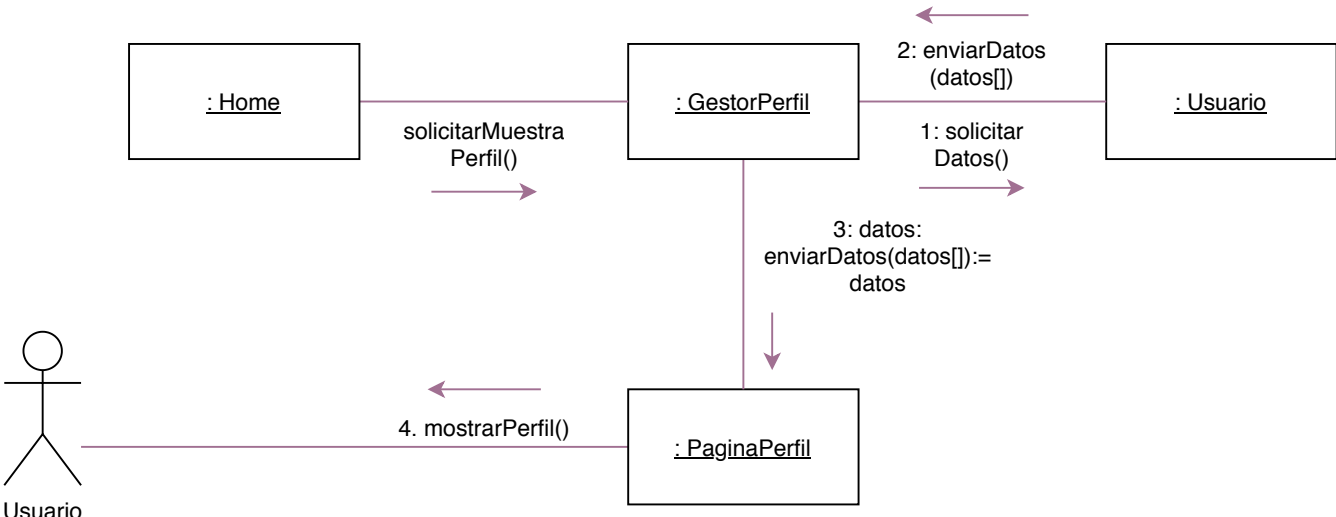 2: enviarDatos
(datos[])
: Home
: GestorPerfil
: Usuario
solicitarMuestra
Perfil()
1: solicitar
Datos()
3: datos:
enviarDatos(datos[]):=
datos
4. mostrarPerfil()
: PaginaPerfil
Usuario